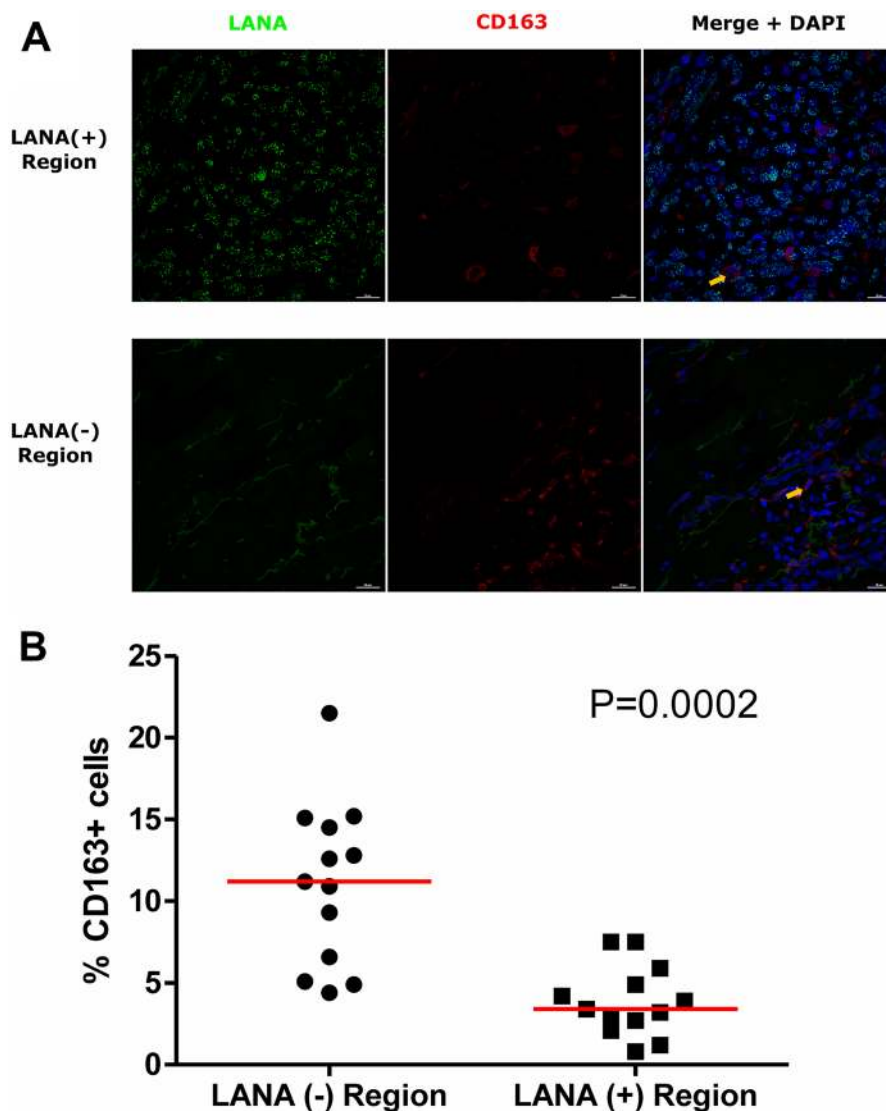 A
LANA
CD163
Merge + DAPI
LANA(+)
Region
LANA(-)
Region
B
25
20
15
10
5
0
% CD163+ cells
P=0.0002
LANA (-) Region
LANA (+) Region